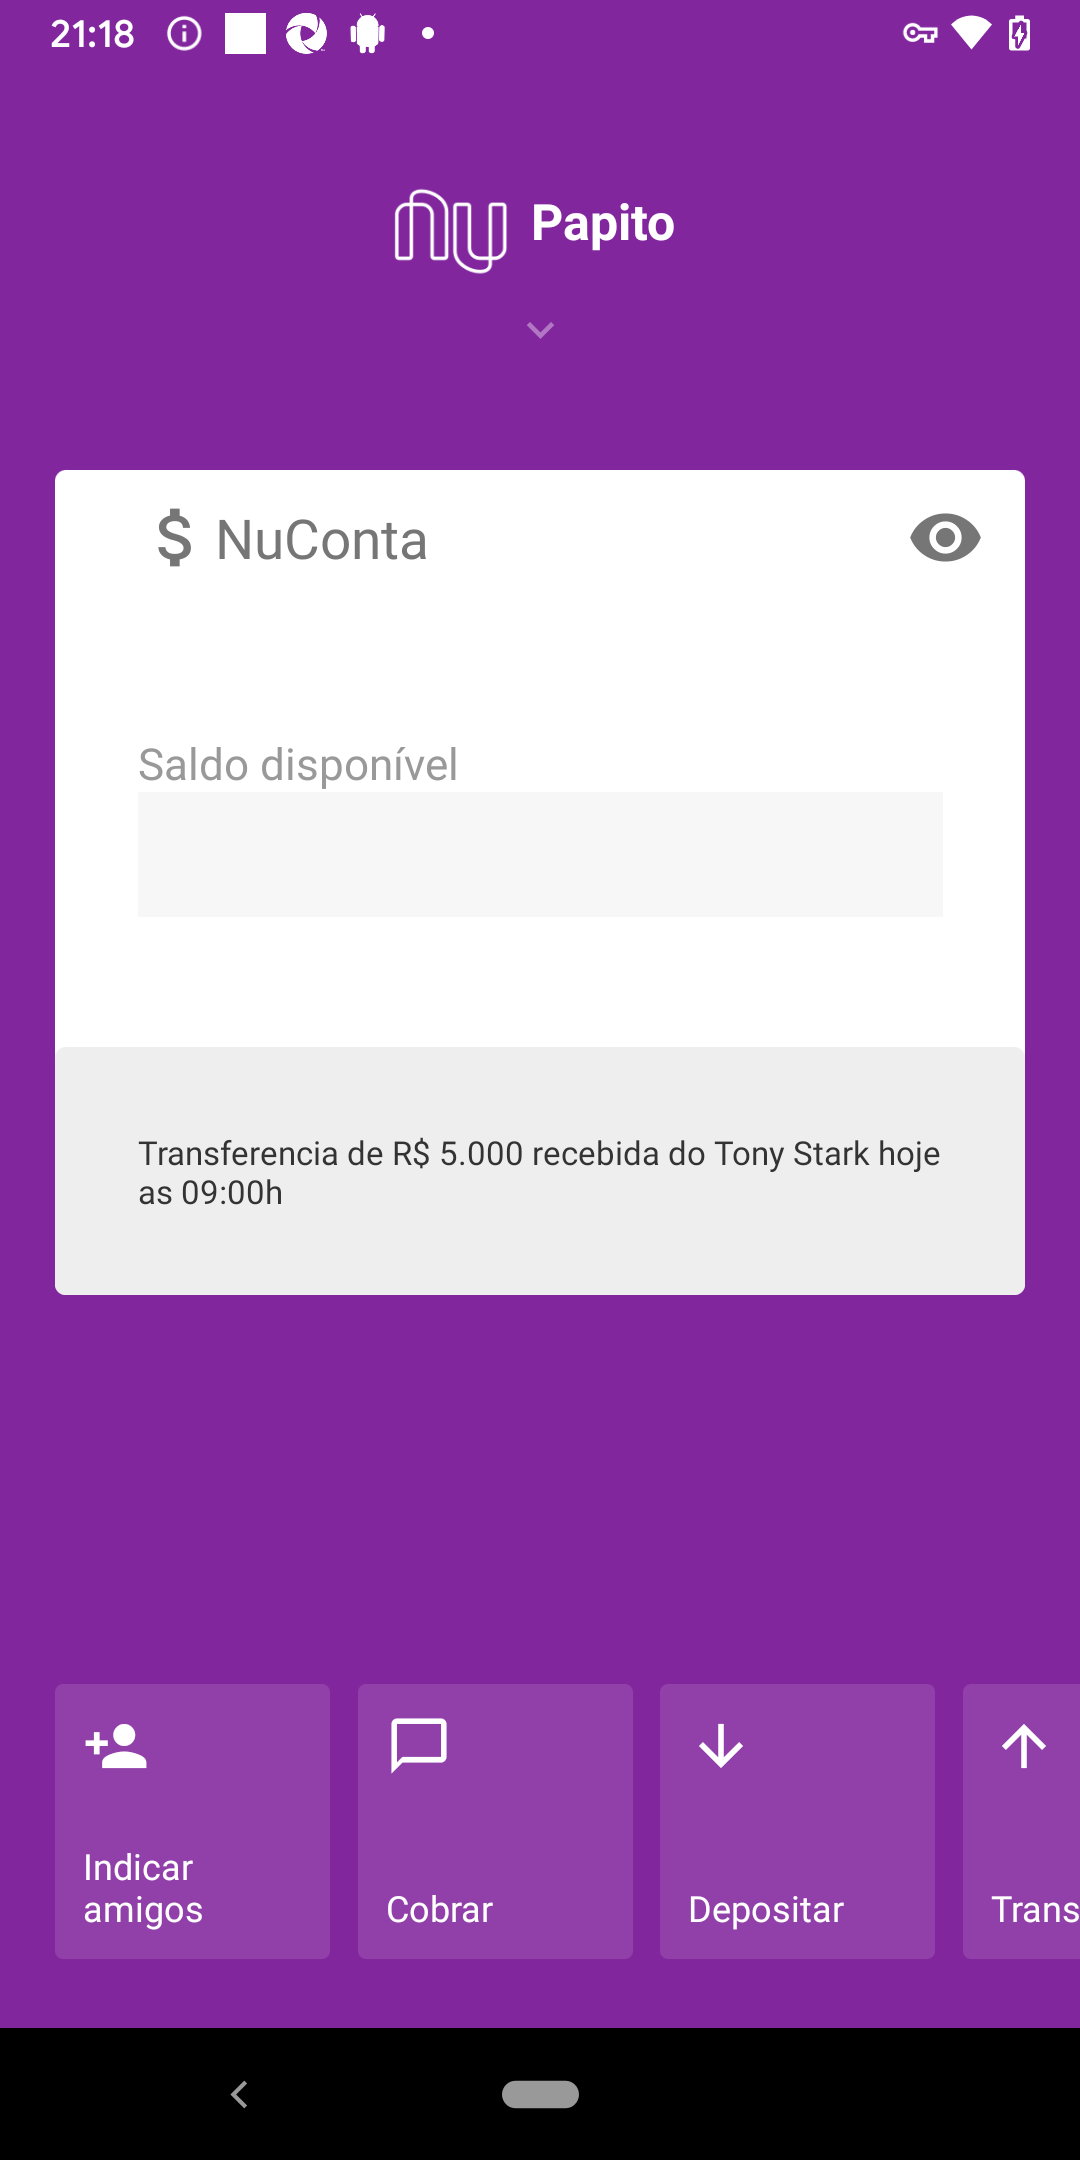 21:18
nu Papito
$ NuConta
Saldo disponível
Transferencia de R$ 5.000 recebida do Tony Stark hoje
as 09:00h
Indicar
amigos
Cobrar
Depositar
Trans